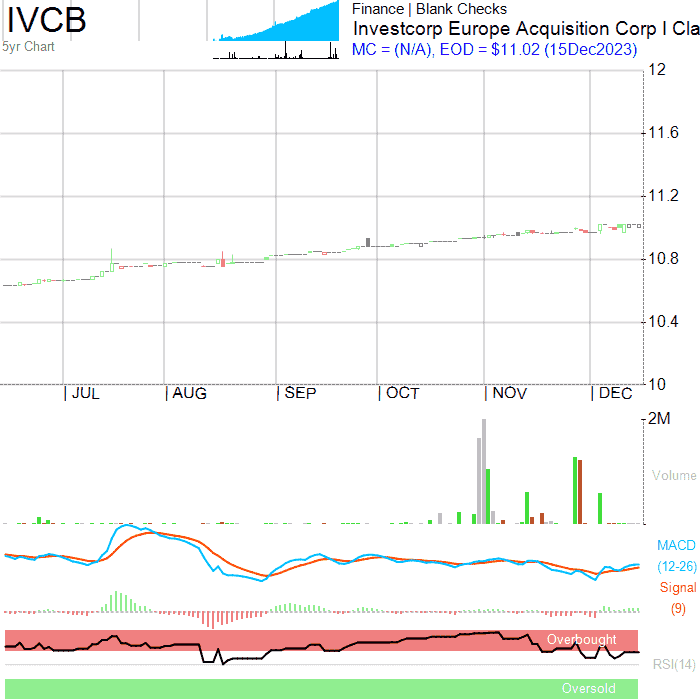 IVCB
5yr Chart
Finance | Blank Checks
Investcorp Europe Acquisition Corp I Cla
MC = (N/A), EOD = $11.02 (15Dec2023)
12
11.6
11.2
10.8
10.4
10
| JUL | AUG | SEP | OCT | NOV | DEC
2M
Volume
MACD
(12-26)
Signal
(9)
Overbought
RSI(14)
Oversold